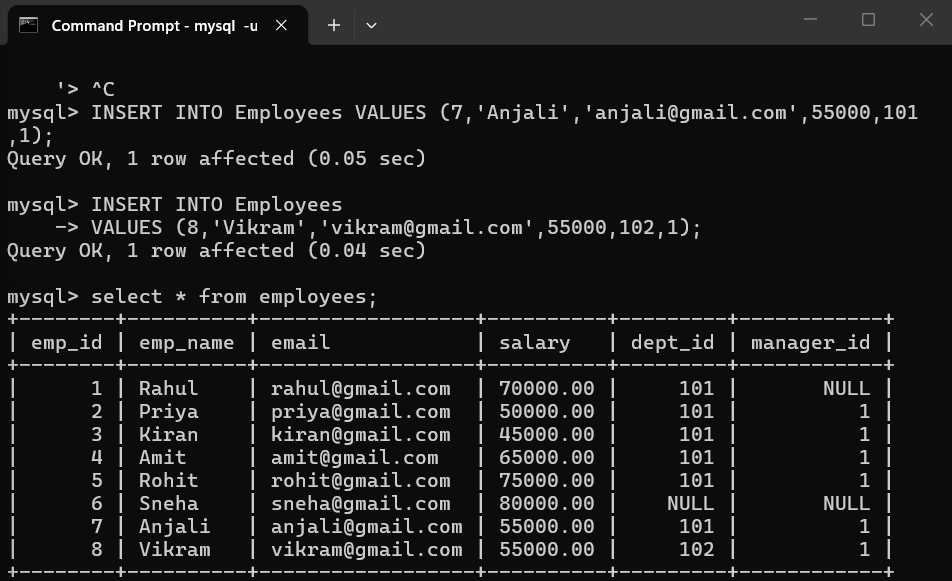 Command Prompt - mysql -u
'> ^C
mysql> INSERT INTO Employees VALUES (7,'Anjali','anjali@gmail.com',55000,101
,1);
Query OK, 1 row affected (0.05 sec)
mysql> INSERT INTO Employees
    -> VALUES (8,'Vikram','vikram@gmail.com',55000,102,1);
Query OK, 1 row affected (0.04 sec)
mysql> select * from employees;
+--------+----------+------------------+----------+---------+------------+
| emp_id | emp_name | email            | salary   | dept_id | manager_id |
+--------+----------+------------------+----------+---------+------------+
|      1 | Rahul    | rahul@gmail.com  | 70000.00 |     101 |       NULL |
|      2 | Priya    | priya@gmail.com  | 50000.00 |     101 |          1 |
|      3 | Kiran    | kiran@gmail.com  | 45000.00 |     101 |          1 |
|      4 | Amit     | amit@gmail.com   | 65000.00 |     101 |          1 |
|      5 | Rohit    | rohit@gmail.com  | 75000.00 |     101 |          1 |
|      6 | Sneha    | sneha@gmail.com  | 80000.00 |    NULL |       NULL |
|      7 | Anjali   | anjali@gmail.com | 55000.00 |     101 |          1 |
|      8 | Vikram   | vikram@gmail.com | 55000.00 |     102 |          1 |
+--------+----------+------------------+----------+---------+------------+